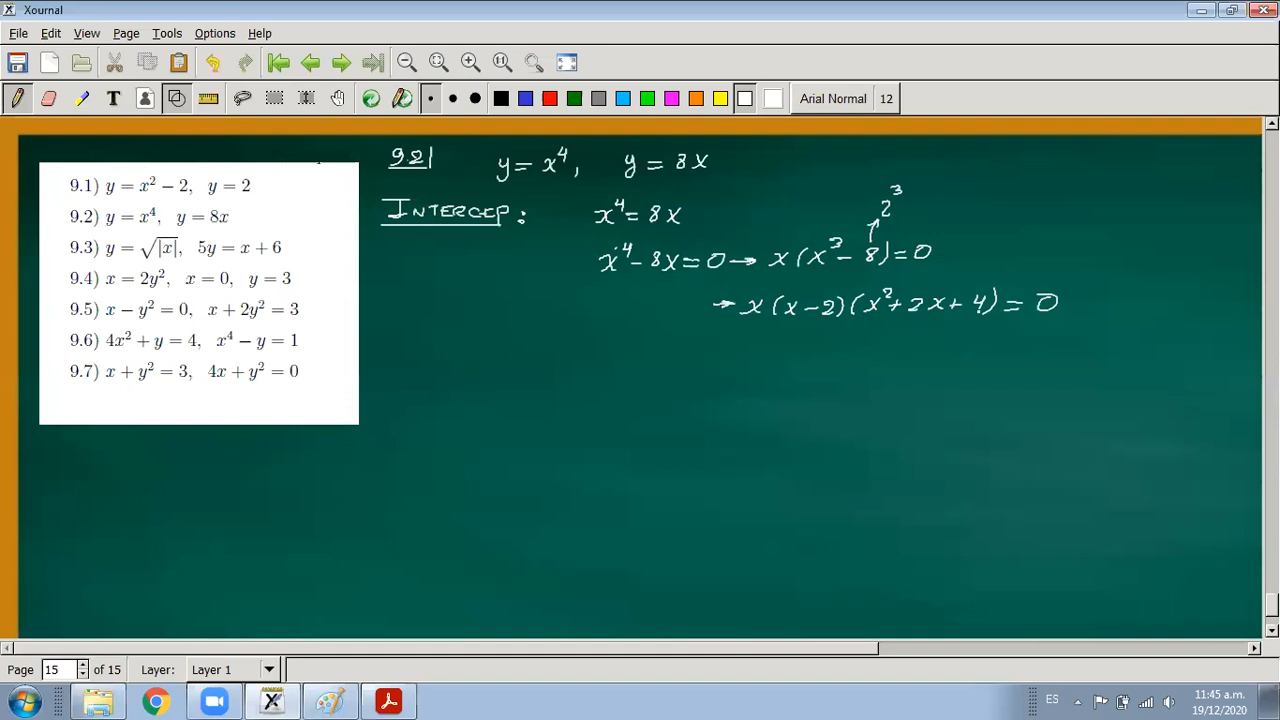 Xournal
File Edit View Page Tools Options Help
Arial Normal 12
9.1) y = x² − 2, y = 2
9.2) y = x⁴, y = 8x
9.3) y = √|x|, 5y = x + 6
9.4) x = 2y², x = 0, y = 3
9.5) x − y² = 0, x + 2y² = 3
9.6) 4x² + y = 4, x⁴ − y = 1
9.7) x + y² = 3, 4x + y² = 0
9.2) y = x⁴, y = 8x
INTERCEP: x⁴ = 8x
2³
x⁴ − 8x = 0 → x(x³ − 8) = 0
→ x(x − 2)(x² + 2x + 4) = 0
Page 15 of 15 Layer: Layer 1
ES 11:45 a.m.
19/12/2020